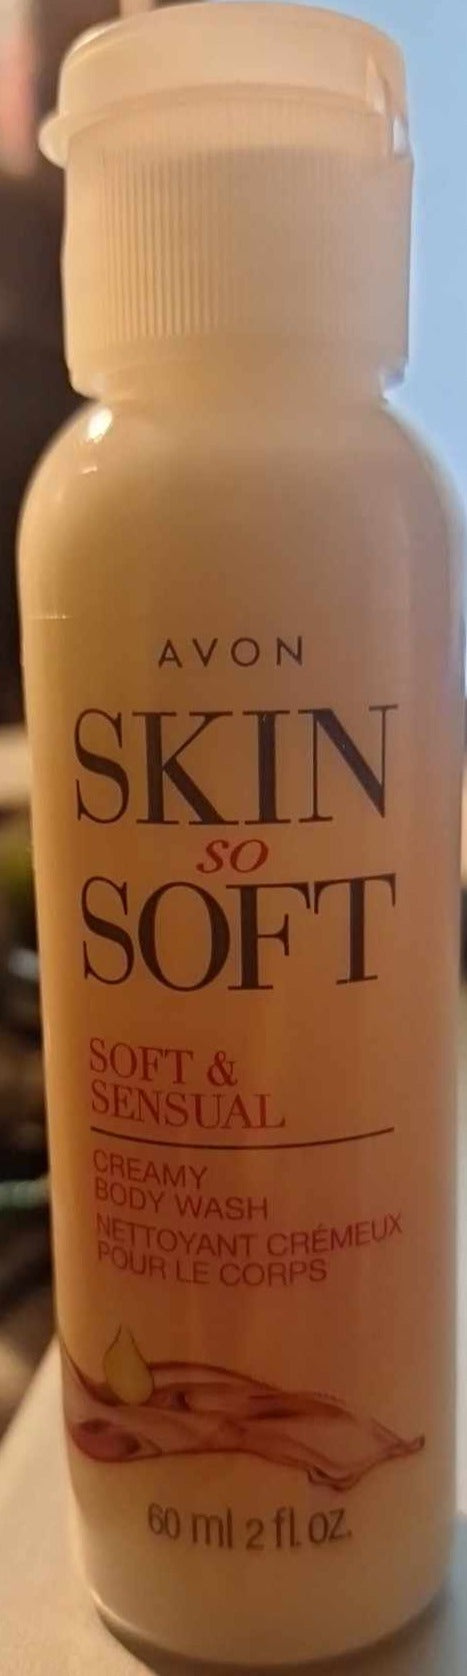 AVON
SKIN
so
SOFT
SOFT &
SENSUAL
CREAMY
BODY WASH
NETTOYANT CRÉMEUX
POUR LE CORPS
60 ml 2 fl. oz.